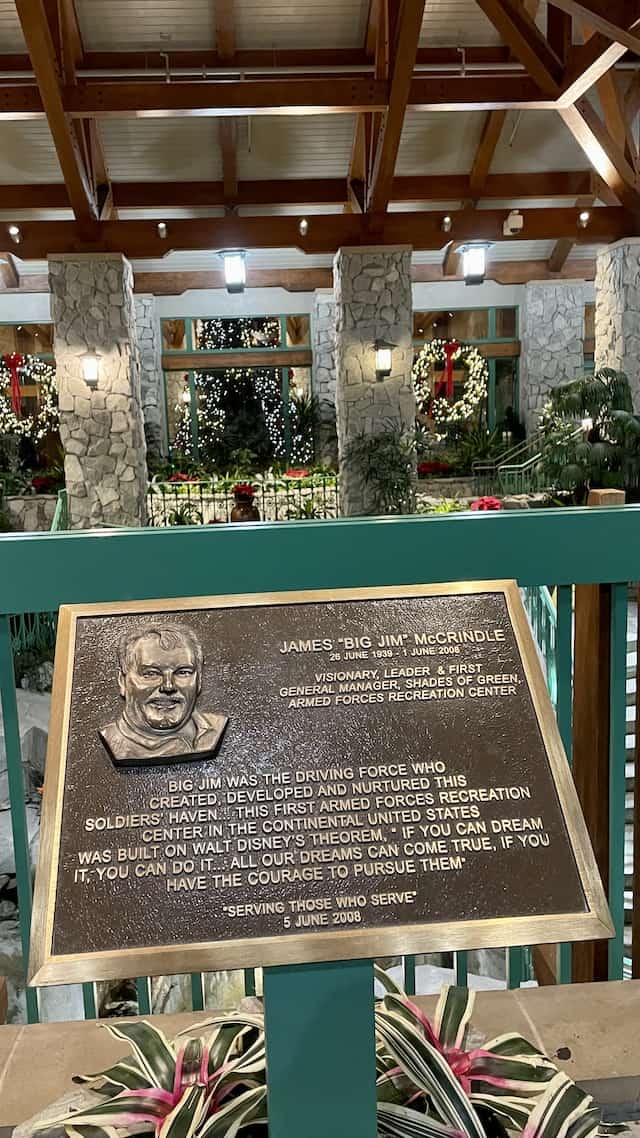 JAMES "BIG JIM" McCRINDLE
26 JUNE 1939 - 1 JUNE 2006
VISIONARY, LEADER & FIRST
GENERAL MANAGER, SHADES OF GREEN,
ARMED FORCES RECREATION CENTER
BIG JIM WAS THE DRIVING FORCE WHO
CREATED, DEVELOPED AND NURTURED THIS
SOLDIERS' HAVEN... THIS FIRST ARMED FORCES RECREATION
CENTER IN THE CONTINENTAL UNITED STATES
WAS BUILT ON WALT DISNEY'S THEOREM, " IF YOU CAN DREAM
IT, YOU CAN DO IT... ALL OUR DREAMS CAN COME TRUE, IF YOU
HAVE THE COURAGE TO PURSUE THEM"
"SERVING THOSE WHO SERVE"
5 JUNE 2008